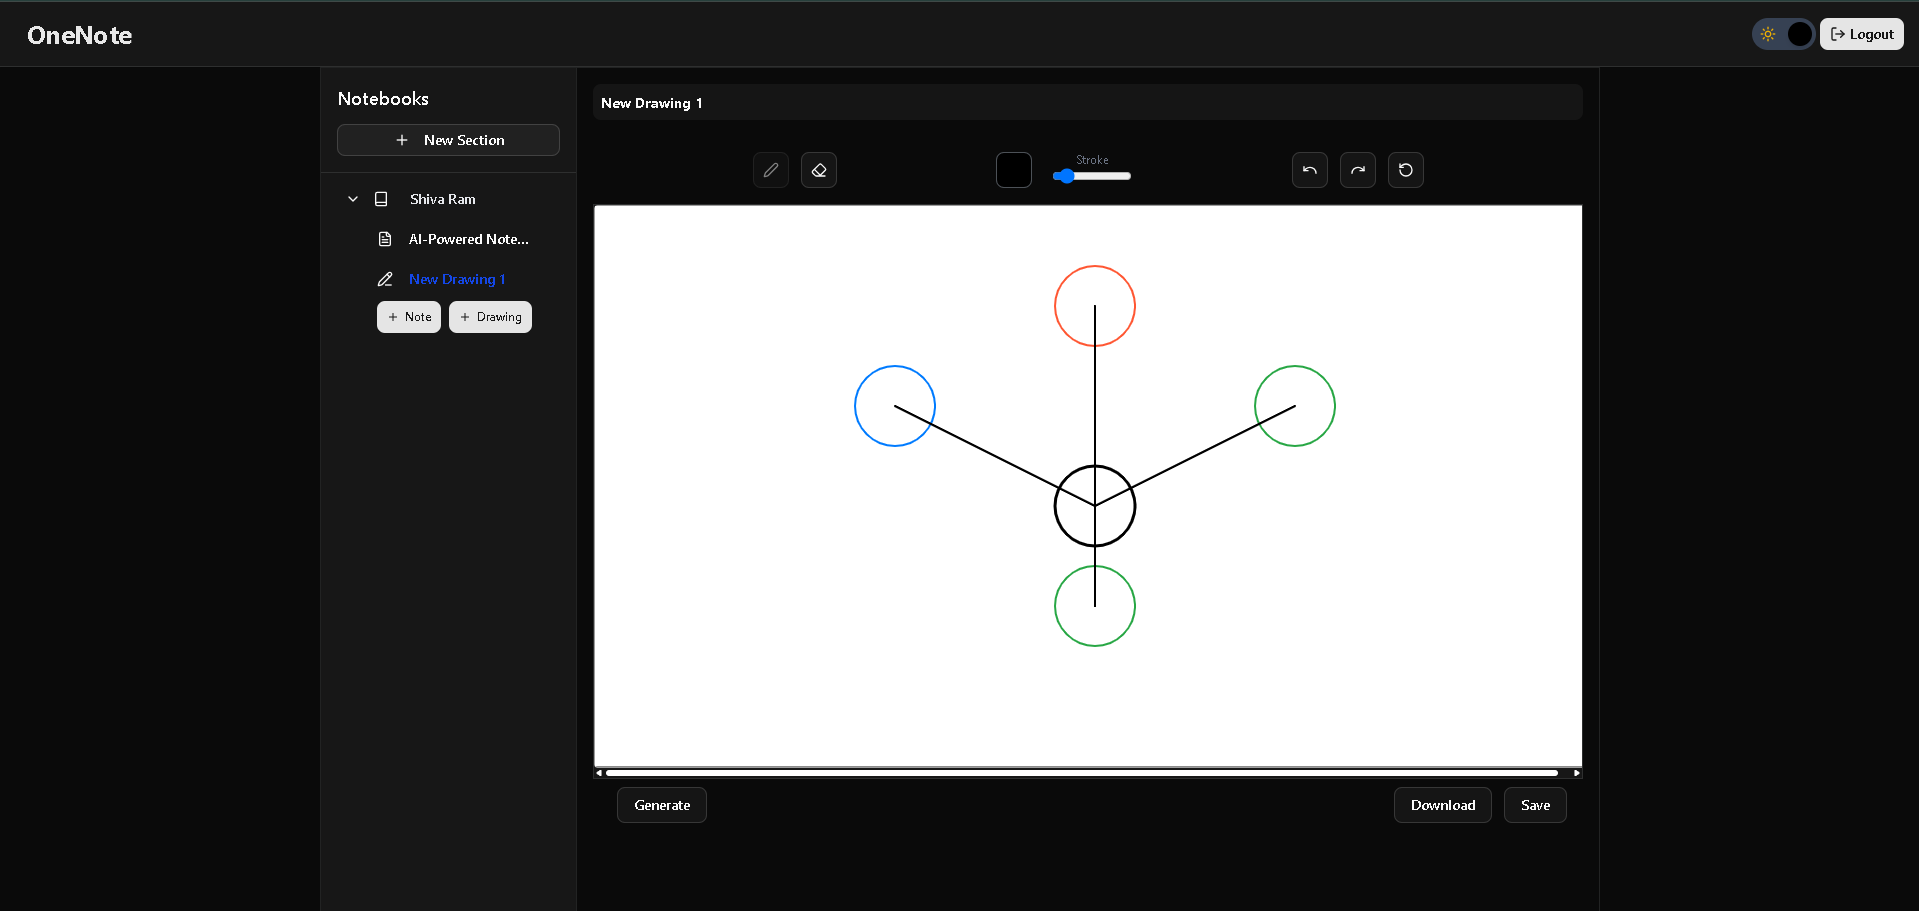 OneNote
Logout
Notebooks
New Section
Shiva Ram
AI-Powered Note...
New Drawing 1
Note
Drawing
New Drawing 1
Stroke
Generate
Download
Save